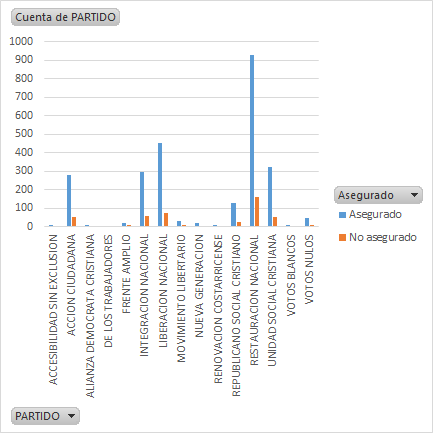 Cuenta de PARTIDO
1000
900
800
700
600
500
400
300
200
100
0
Asegurado
Asegurado
No asegurado
ACCESIBILIDAD SIN EXCLUSION
ACCION CIUDADANA
ALIANZA DEMOCRATA CRISTIANA
DE LOS TRABAJADORES
FRENTE AMPLIO
INTEGRACION NACIONAL
LIBERACION NACIONAL
MOVIMIENTO LIBERTARIO
NUEVA GENERACION
RENOVACION COSTARRICENSE
REPUBLICANO SOCIAL CRISTIANO
RESTAURACION NACIONAL
UNIDAD SOCIAL CRISTIANA
VOTOS BLANCOS
VOTOS NULOS
PARTIDO